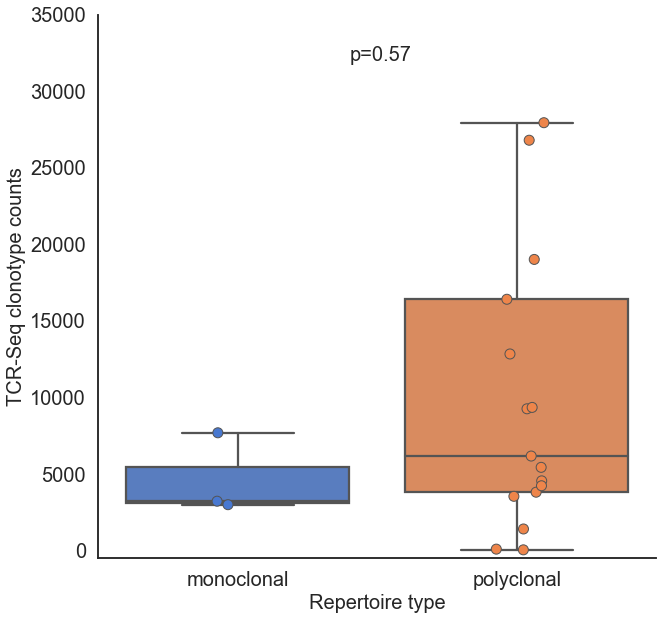 35000
30000
25000
20000
15000
10000
5000
0
TCR-Seq clonotype counts
p=0.57
monoclonal
polyclonal
Repertoire type